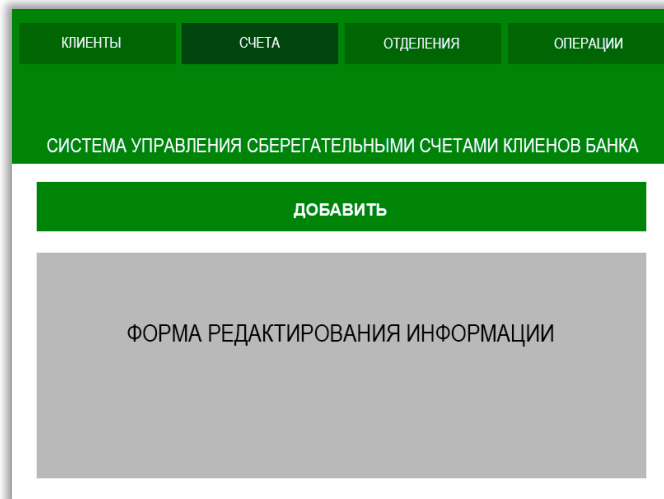 КЛИЕНТЫ СЧЕТА ОТДЕЛЕНИЯ ОПЕРАЦИИ
СИСТЕМА УПРАВЛЕНИЯ СБЕРЕГАТЕЛЬНЫМИ СЧЕТАМИ КЛИЕНОВ БАНКА
ДОБАВИТЬ
ФОРМА РЕДАКТИРОВАНИЯ ИНФОРМАЦИИ